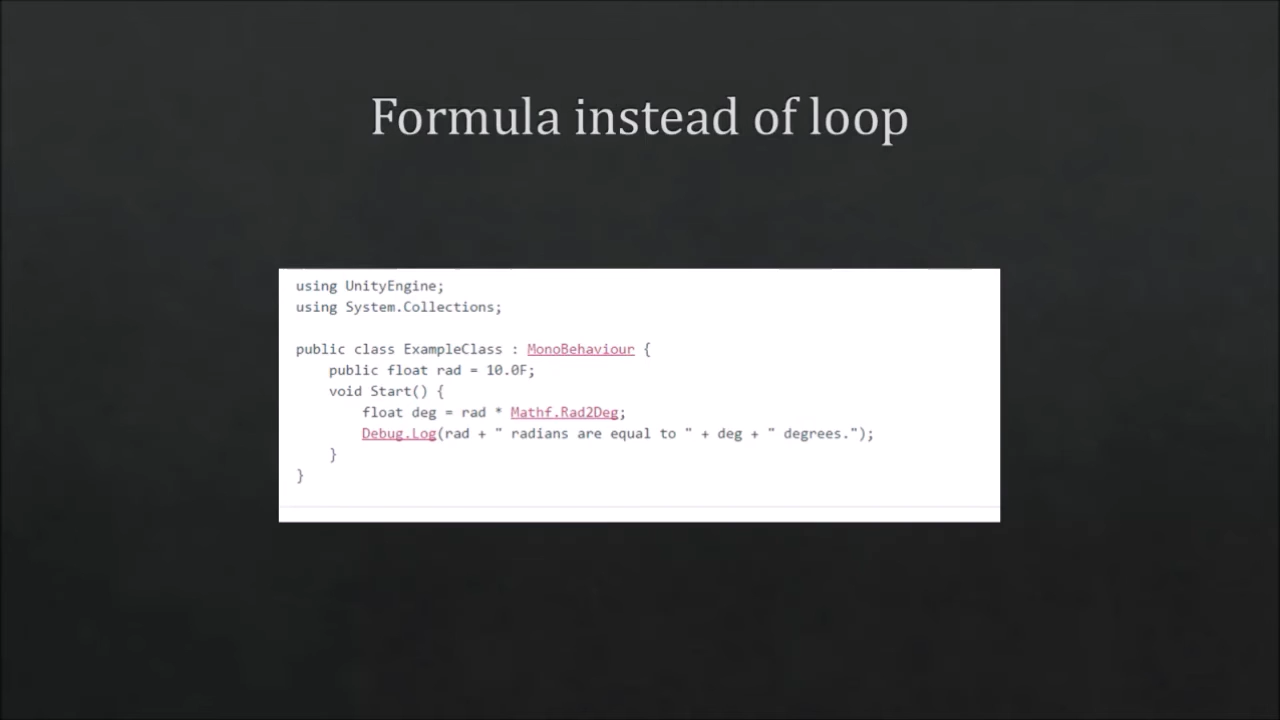 Formula instead of loop
using UnityEngine;
using System.Collections;
public class ExampleClass : MonoBehaviour {
    public float rad = 10.0F;
    void Start() {
        float deg = rad * Mathf.Rad2Deg;
        Debug.Log(rad + " radians are equal to " + deg + " degrees.");
    }
}